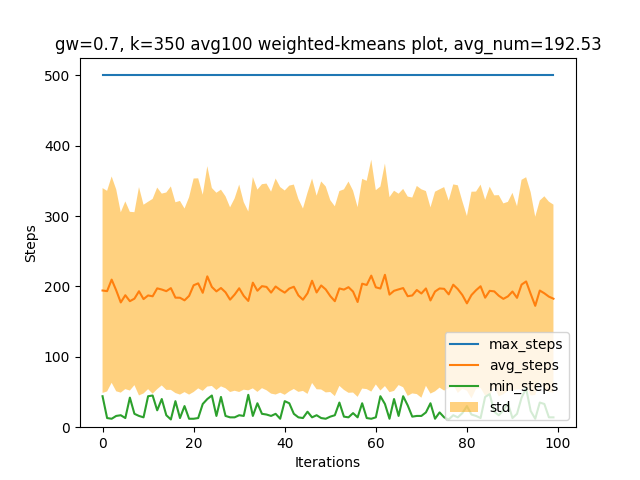 gw=0.7, k=350 avg100 weighted-kmeans plot, avg_num=192.53
500
400
300
200
100
0
Steps
max_steps
avg_steps
min_steps
std
0
20
40
60
80
100
Iterations